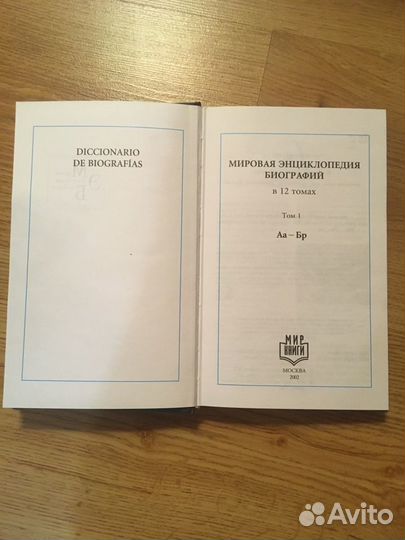 DICCIONARIO
DE BIOGRAFÍAS
МИРОВАЯ ЭНЦИКЛОПЕДИЯ
БИОГРАФИЙ
в 12 томах
Том 1
Аа – Бр
МИР
КНИГИ
МОСКВА
2002
Avito